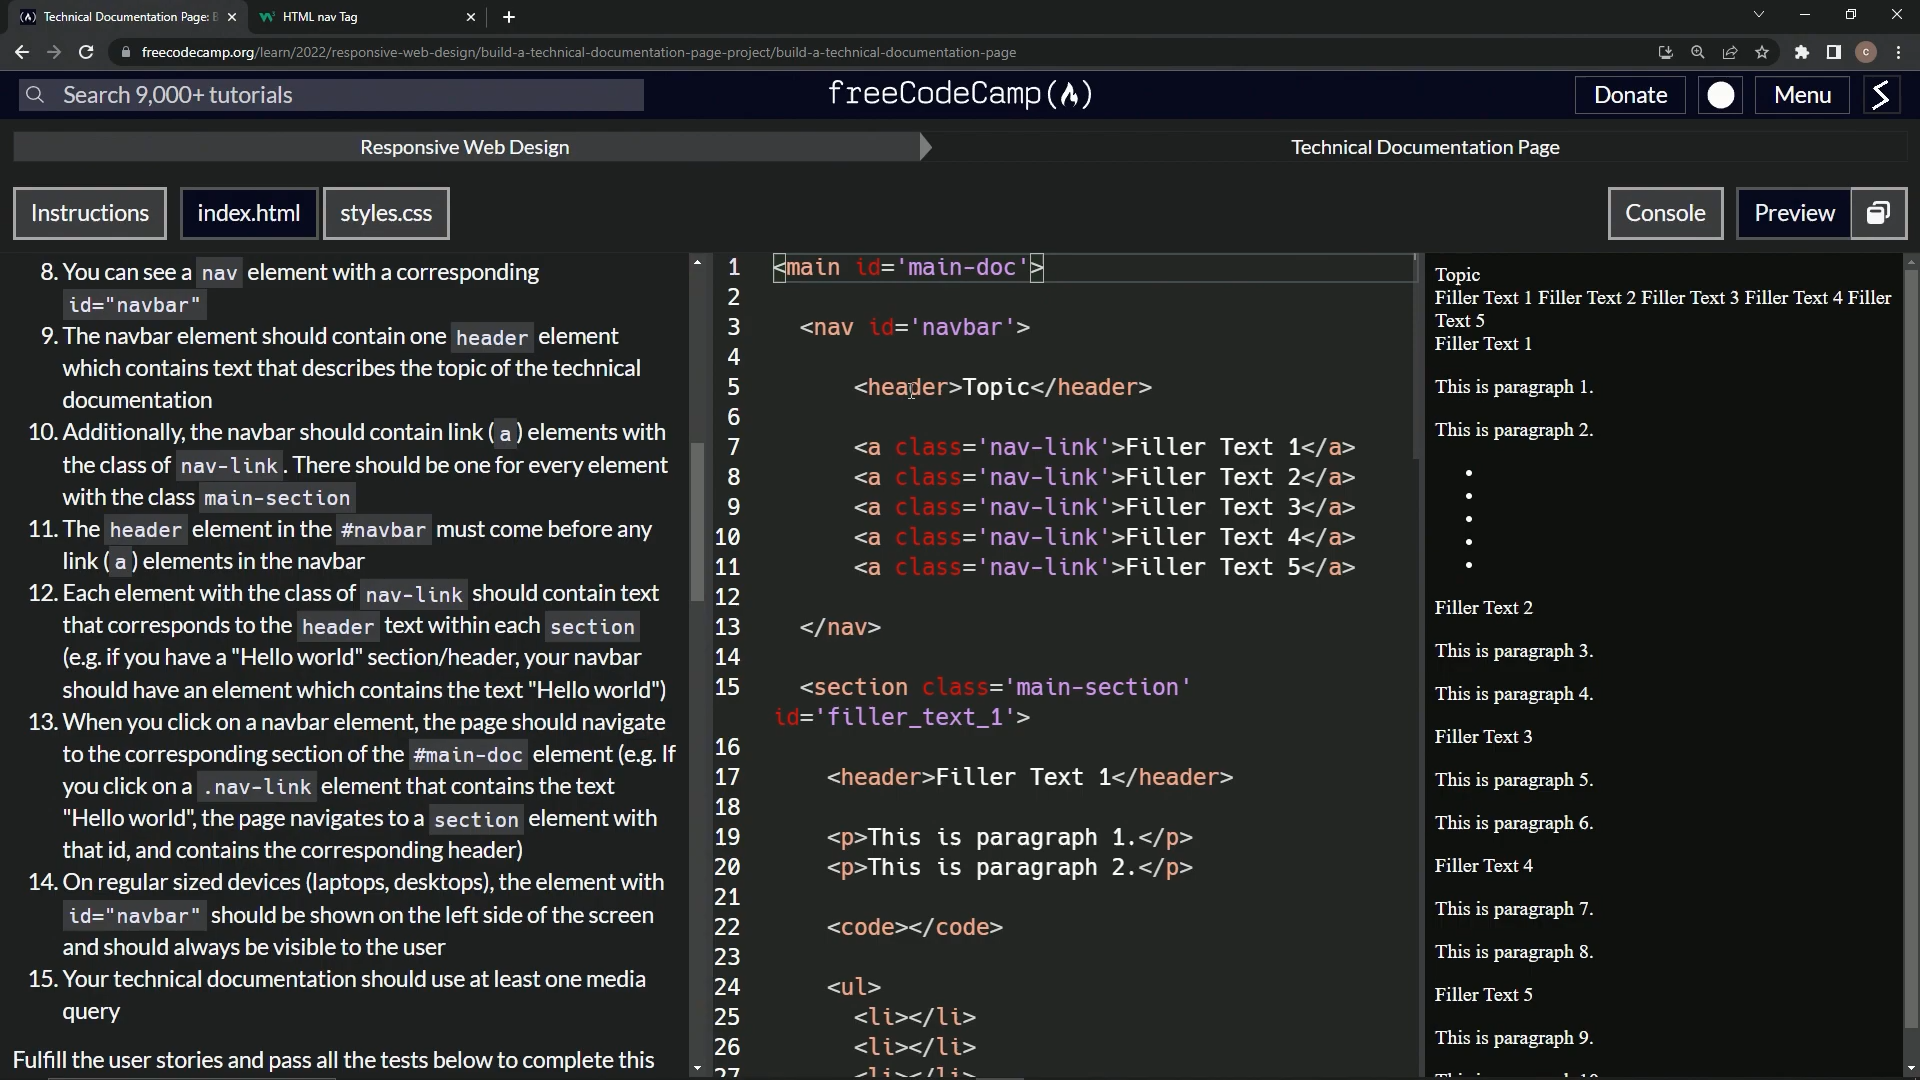 Technical Documentation Page: B
HTML nav Tag
freecodecamp.org/learn/2022/responsive-web-design/build-a-technical-documentation-page-project/build-a-technical-documentation-page
c
Search 9,000+ tutorials
freeCodeCamp
Donate
Menu
Responsive Web Design
Technical Documentation Page
Instructions
index.html
styles.css
Console
Preview
8. You can see a nav element with a corresponding
id="navbar"
9. The navbar element should contain one header element
which contains text that describes the topic of the technical
documentation
10. Additionally, the navbar should contain link ( a ) elements with
the class of nav-link . There should be one for every element
with the class main-section
11. The header element in the #navbar must come before any
link ( a ) elements in the navbar
12. Each element with the class of nav-link should contain text
that corresponds to the header text within each section
(e.g. if you have a "Hello world" section/header, your navbar
should have an element which contains the text "Hello world")
13. When you click on a navbar element, the page should navigate
to the corresponding section of the #main-doc element (e.g. If
you click on a .nav-link element that contains the text
"Hello world", the page navigates to a section element with
that id, and contains the corresponding header)
14. On regular sized devices (laptops, desktops), the element with
id="navbar" should be shown on the left side of the screen
and should always be visible to the user
15. Your technical documentation should use at least one media
query
Fulfill the user stories and pass all the tests below to complete this
1 <main id='main-doc'>
2
3 <nav id='navbar'>
4
5 <header>Topic</header>
6
7 <a class='nav-link'>Filler Text 1</a>
8 <a class='nav-link'>Filler Text 2</a>
9 <a class='nav-link'>Filler Text 3</a>
10 <a class='nav-link'>Filler Text 4</a>
11 <a class='nav-link'>Filler Text 5</a>
12
13 </nav>
14
15 <section class='main-section'
id='filler_text_1'>
16
17 <header>Filler Text 1</header>
18
19 <p>This is paragraph 1.</p>
20 <p>This is paragraph 2.</p>
21
22 <code></code>
23
24 <ul>
25 <li></li>
26 <li></li>
27 <li></li>
Topic
Filler Text 1 Filler Text 2 Filler Text 3 Filler Text 4 Filler
Text 5
Filler Text 1
This is paragraph 1.
This is paragraph 2.
Filler Text 2
This is paragraph 3.
This is paragraph 4.
Filler Text 3
This is paragraph 5.
This is paragraph 6.
Filler Text 4
This is paragraph 7.
This is paragraph 8.
Filler Text 5
This is paragraph 9.